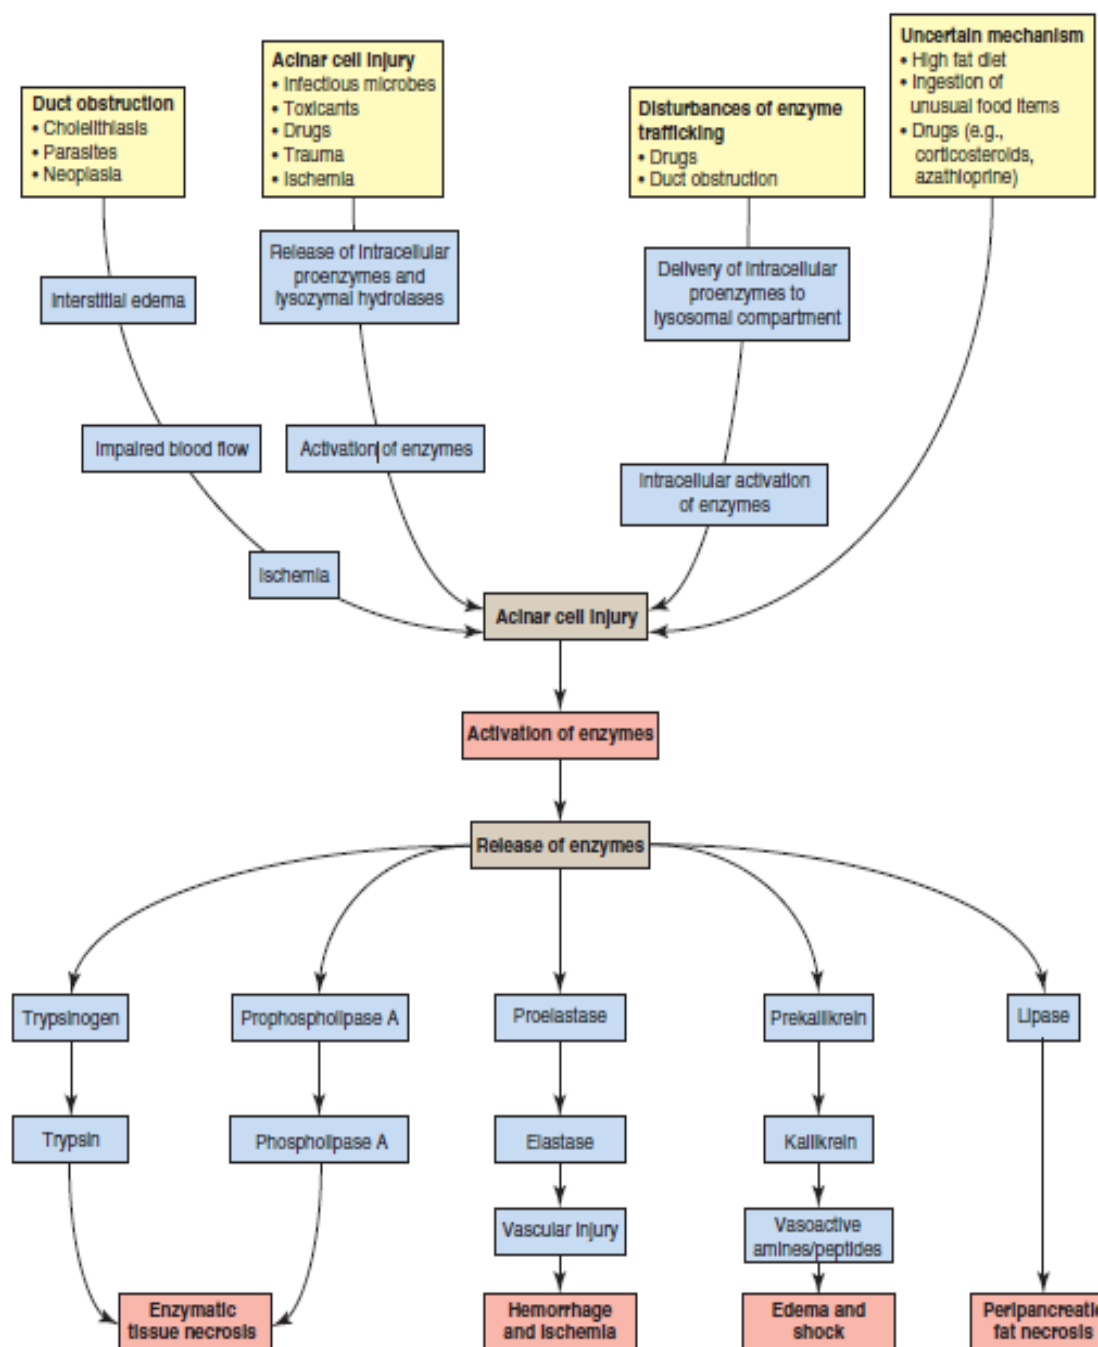 Duct obstruction
• Cholelithiasis
• Parasites
• Neoplasia
Acinar cell injury
• Infectious microbes
• Toxicants
• Drugs
• Trauma
• Ischemia
Disturbances of enzyme
trafficking
• Drugs
• Duct obstruction
Uncertain mechanism
• High fat diet
• Ingestion of
unusual food items
• Drugs (e.g.,
corticosteroids,
azathioprine)
Interstitial edema
Release of intracellular
proenzymes and
lysozymal hydrolases
Delivery of intracellular
proenzymes to
lysosomal compartment
Impaired blood flow
Activation of enzymes
Intracellular activation
of enzymes
Ischemia
Acinar cell injury
Activation of enzymes
Release of enzymes
Trypsinogen
Prophospholipase A
Proelastase
Prekallikrein
Lipase
Trypsin
Phospholipase A
Elastase
Kallikrein
Vascular injury
Vasoactive
amines/peptides
Enzymatic
tissue necrosis
Hemorrhage
and ischemia
Edema and
shock
Peripancreatic
fat necrosis